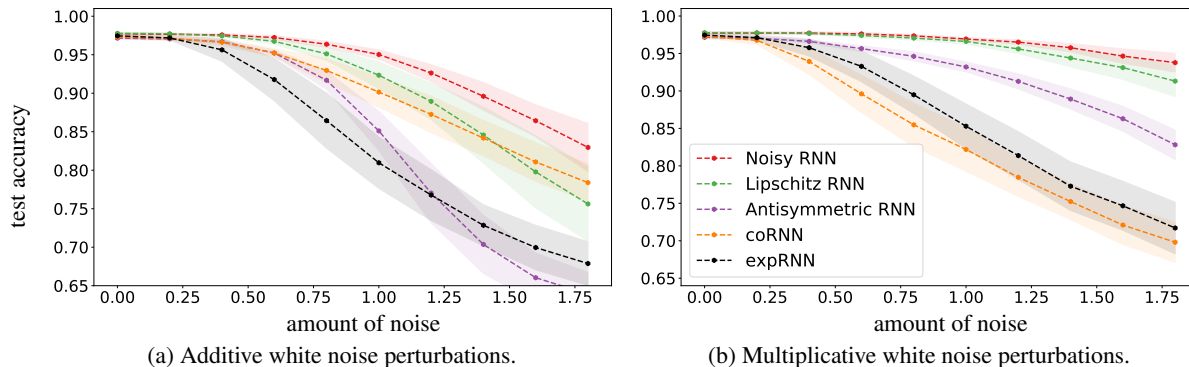 test accuracy
1.00
0.95
0.90
0.85
0.80
0.75
0.70
0.65
0.00 0.25 0.50 0.75 1.00 1.25 1.50 1.75
amount of noise
(a) Additive white noise perturbations.
1.00
0.95
0.90
0.85
0.80
0.75
0.70
0.65
Noisy RNN
Lipschitz RNN
Antisymmetric RNN
coRNN
expRNN
0.00 0.25 0.50 0.75 1.00 1.25 1.50 1.75
amount of noise
(b) Multiplicative white noise perturbations.